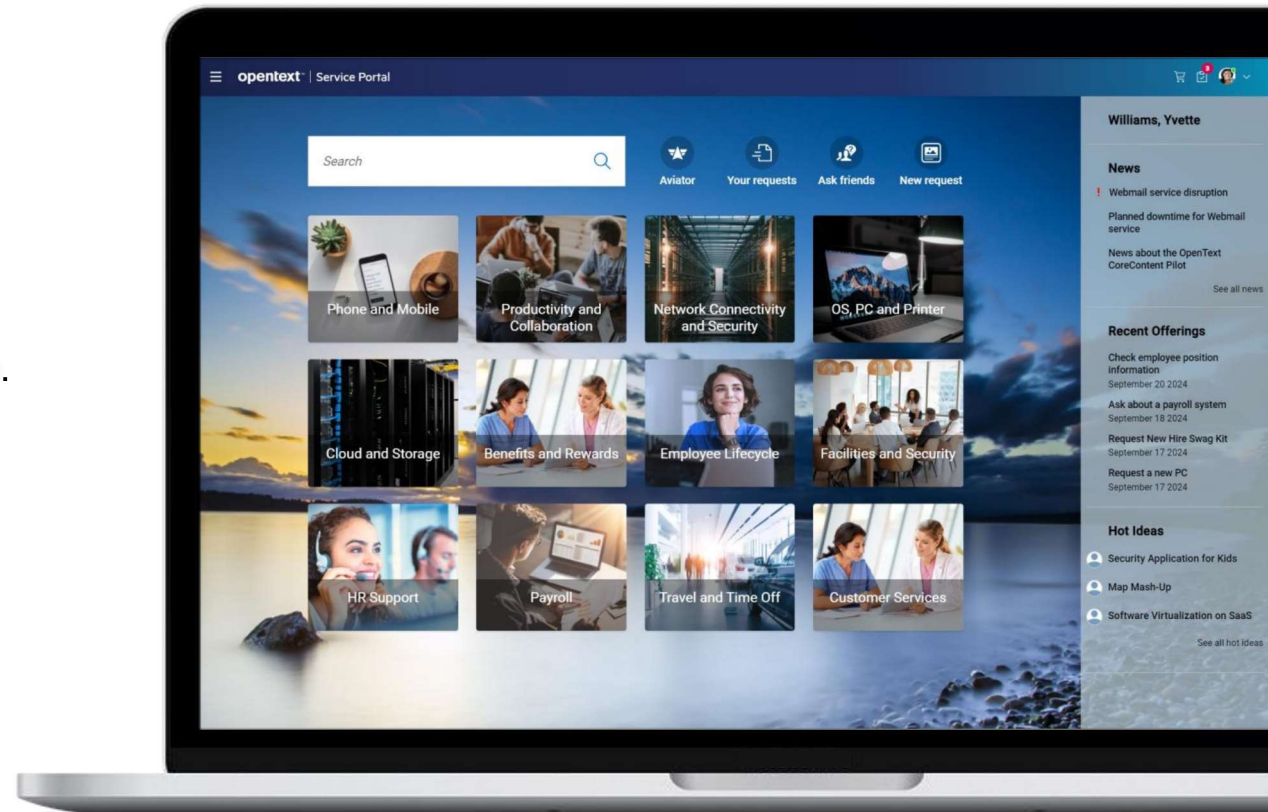 opentext™ | Service Portal
3
Williams, Yvette
Search
Aviator
Your requests
Ask friends
New request
News
! Webmail service disruption
Planned downtime for Webmail
service
News about the OpenText
CoreContent Pilot
See all news
Phone and Mobile
Productivity and
Collaboration
Network Connectivity
and Security
OS, PC and Printer
Recent Offerings
Check employee position
information
September 20 2024
Ask about a payroll system
September 18 2024
Request New Hire Swag Kit
September 17 2024
Request a new PC
September 17 2024
Cloud and Storage
Benefits and Rewards
Employee Lifecycle
Facilities and Security
Hot Ideas
Security Application for Kids
Map Mash-Up
Software Virtualization on SaaS
See all hot ideas
HR Support
Payroll
Travel and Time Off
Customer Services
.